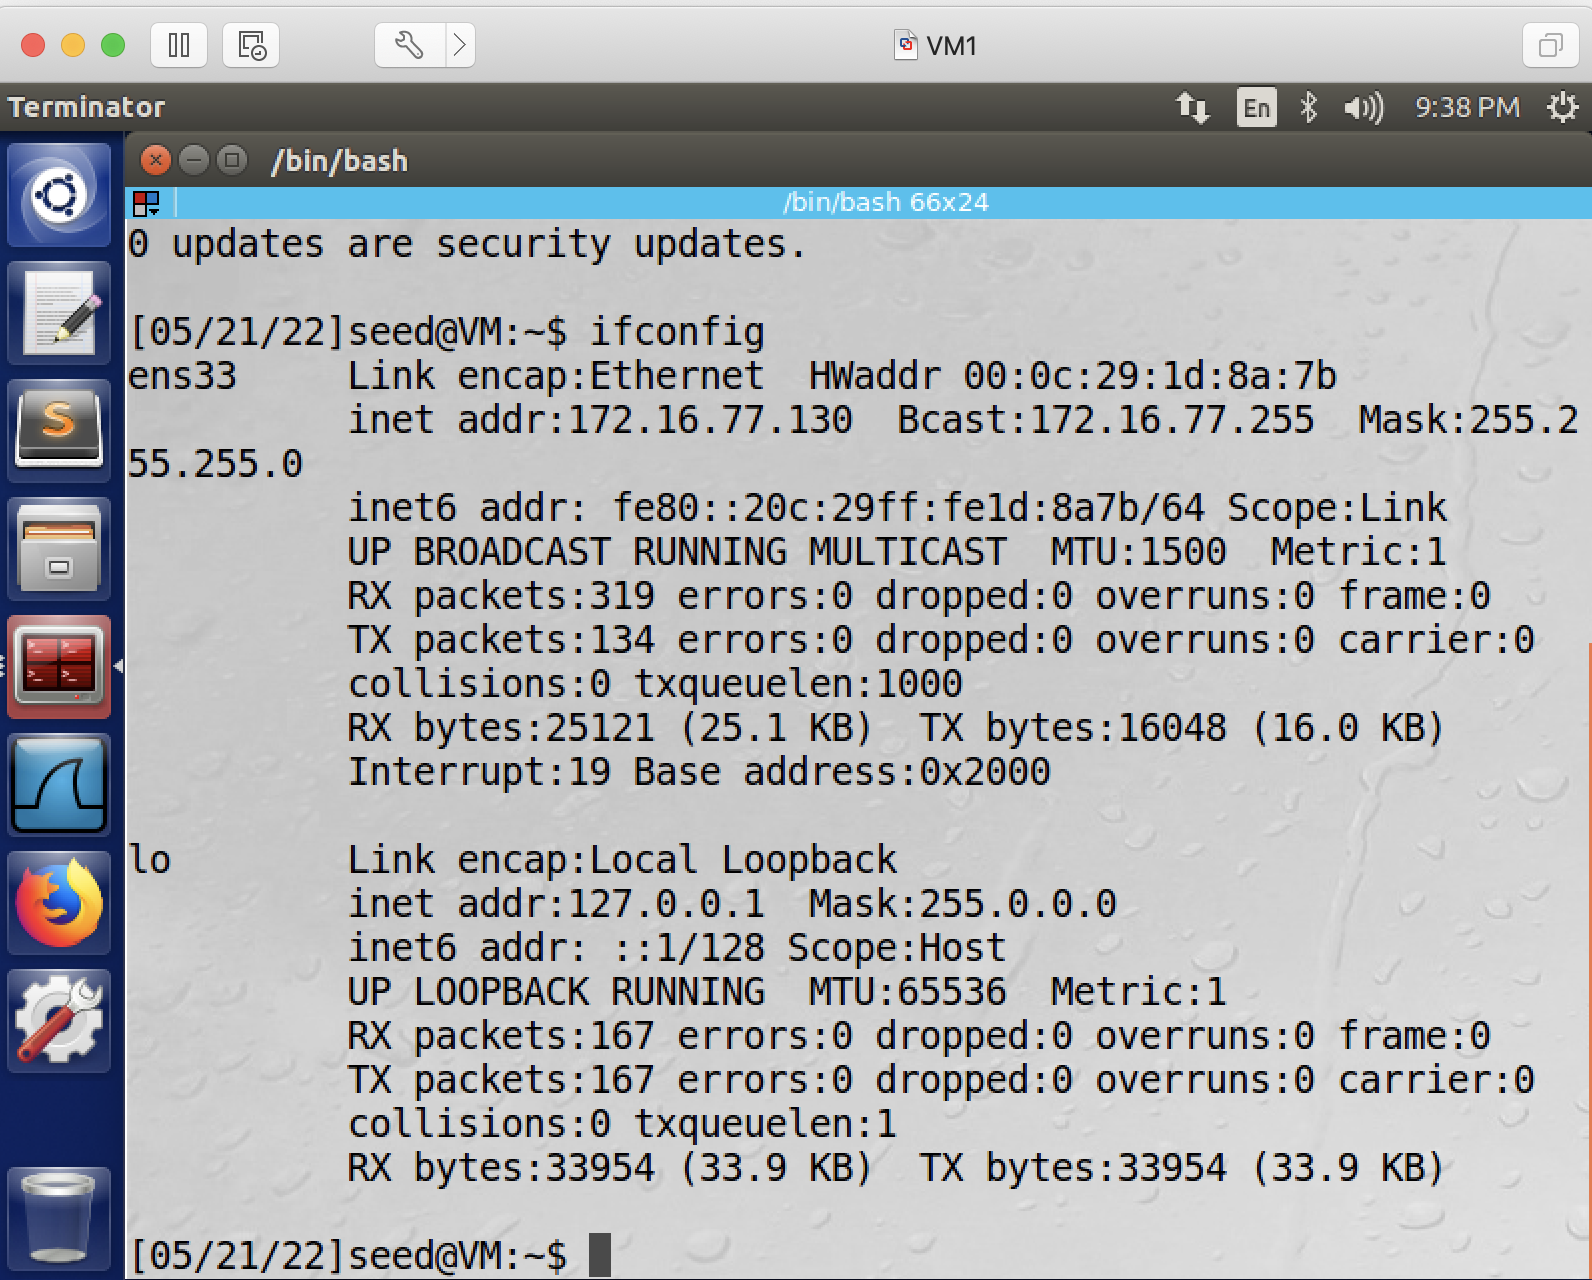 VM1
Terminator
En
9:38 PM
/bin/bash
/bin/bash 66x24
0 updates are security updates.
[05/21/22]seed@VM:~$ ifconfig
ens33     Link encap:Ethernet  HWaddr 00:0c:29:1d:8a:7b
          inet addr:172.16.77.130  Bcast:172.16.77.255  Mask:255.2
55.255.0
          inet6 addr: fe80::20c:29ff:fe1d:8a7b/64 Scope:Link
          UP BROADCAST RUNNING MULTICAST  MTU:1500  Metric:1
          RX packets:319 errors:0 dropped:0 overruns:0 frame:0
          TX packets:134 errors:0 dropped:0 overruns:0 carrier:0
          collisions:0 txqueuelen:1000
          RX bytes:25121 (25.1 KB)  TX bytes:16048 (16.0 KB)
          Interrupt:19 Base address:0x2000
lo        Link encap:Local Loopback
          inet addr:127.0.0.1  Mask:255.0.0.0
          inet6 addr: ::1/128 Scope:Host
          UP LOOPBACK RUNNING  MTU:65536  Metric:1
          RX packets:167 errors:0 dropped:0 overruns:0 frame:0
          TX packets:167 errors:0 dropped:0 overruns:0 carrier:0
          collisions:0 txqueuelen:1
          RX bytes:33954 (33.9 KB)  TX bytes:33954 (33.9 KB)
[05/21/22]seed@VM:~$